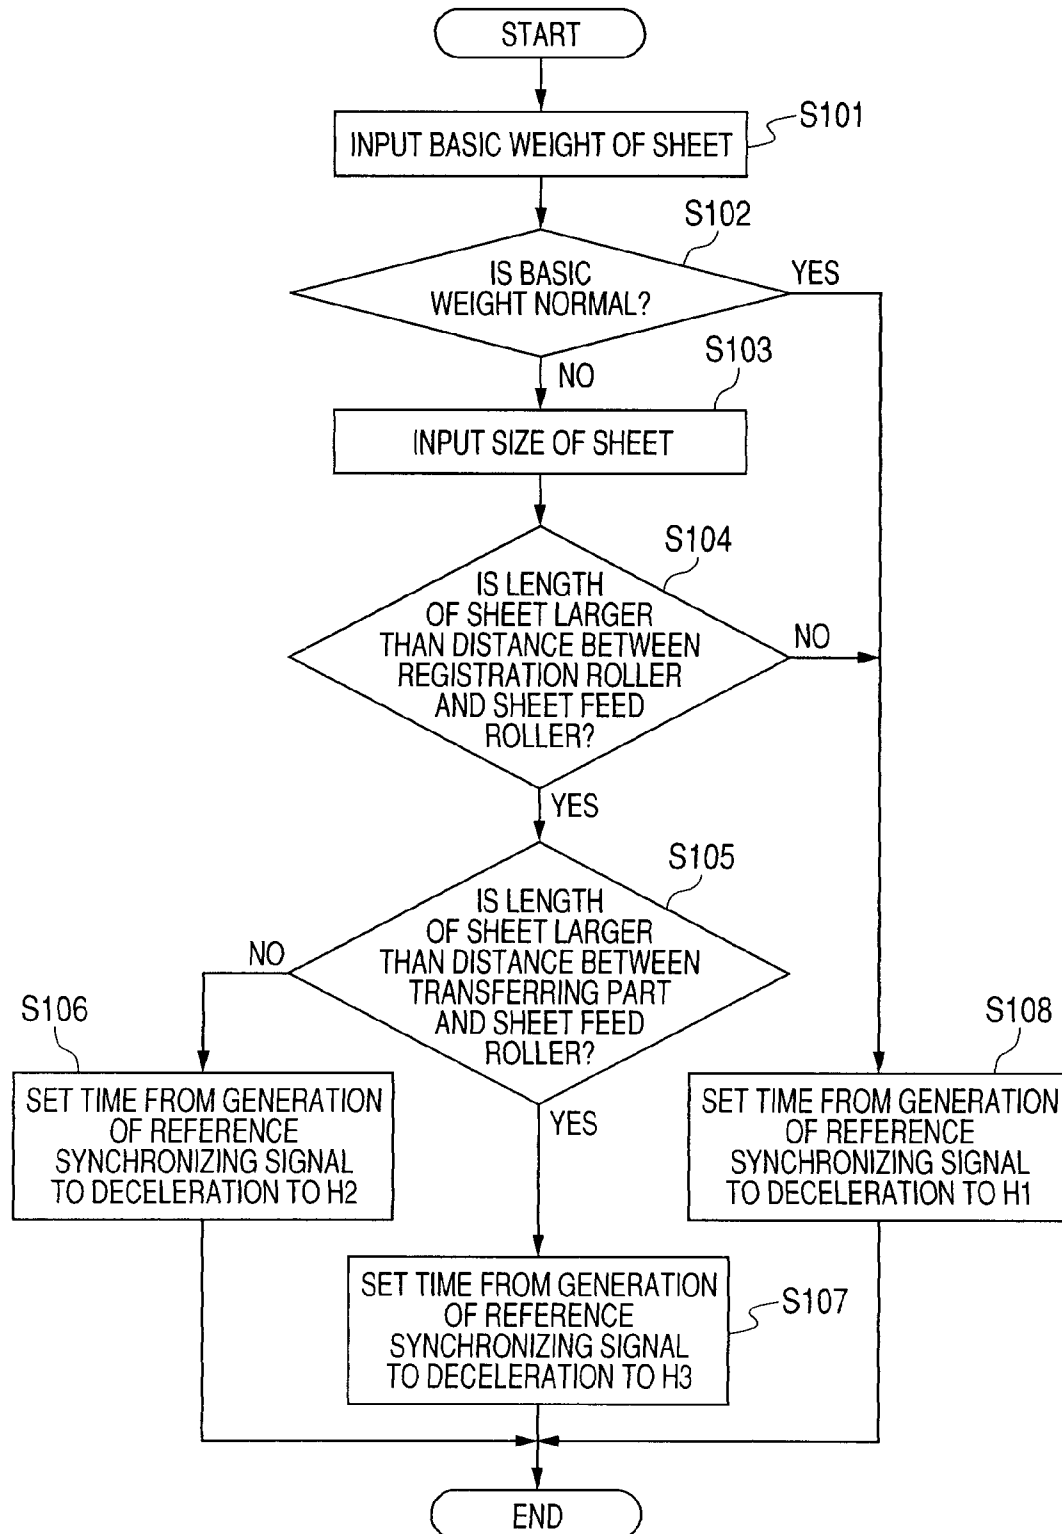 START
S101
INPUT BASIC WEIGHT OF SHEET
S102
IS BASIC
WEIGHT NORMAL?
YES
NO
S103
INPUT SIZE OF SHEET
S104
IS LENGTH
OF SHEET LARGER
THAN DISTANCE BETWEEN
REGISTRATION ROLLER
AND SHEET FEED
ROLLER?
NO
YES
S105
IS LENGTH
OF SHEET LARGER
THAN DISTANCE BETWEEN
TRANSFERRING PART
AND SHEET FEED
ROLLER?
NO
YES
S106
SET TIME FROM GENERATION
OF REFERENCE
SYNCHRONIZING SIGNAL
TO DECELERATION TO H2
S108
SET TIME FROM GENERATION
OF REFERENCE
SYNCHRONIZING SIGNAL
TO DECELERATION TO H1
S107
SET TIME FROM GENERATION
OF REFERENCE
SYNCHRONIZING SIGNAL
TO DECELERATION TO H3
END